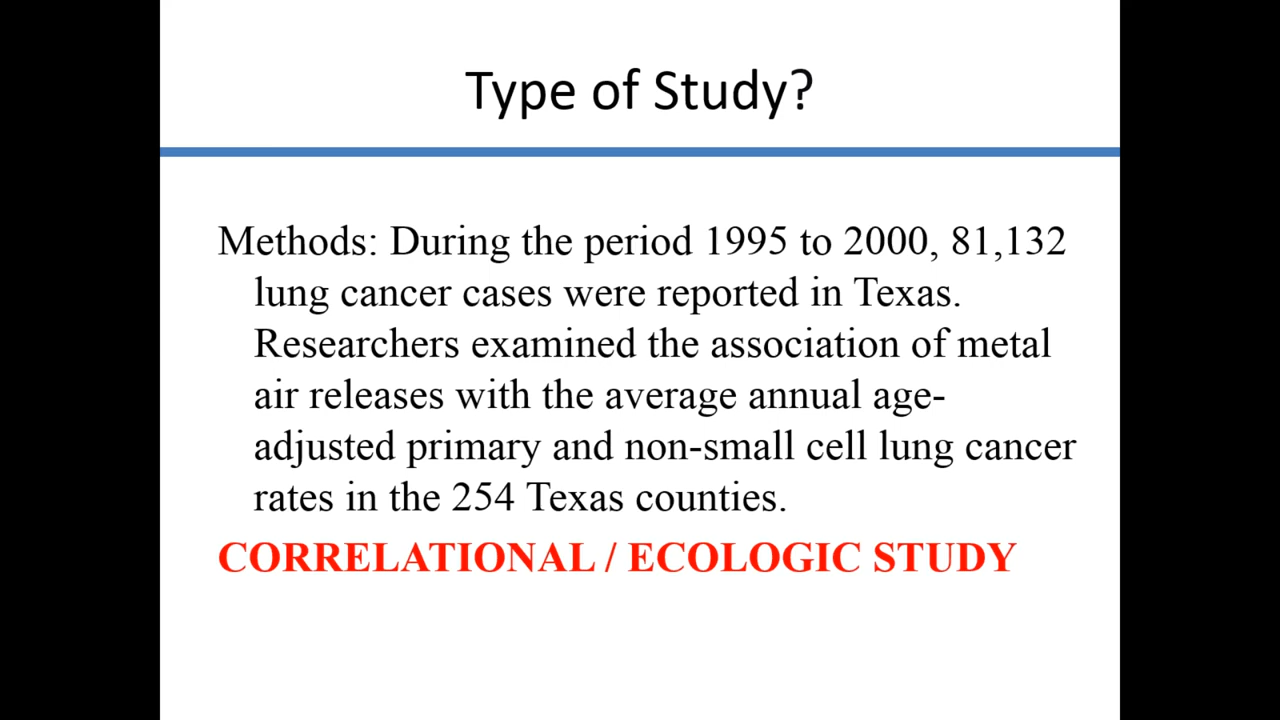 Type of Study?
Methods: During the period 1995 to 2000, 81,132
lung cancer cases were reported in Texas.
Researchers examined the association of metal
air releases with the average annual age-
adjusted primary and non-small cell lung cancer
rates in the 254 Texas counties.
CORRELATIONAL / ECOLOGIC STUDY